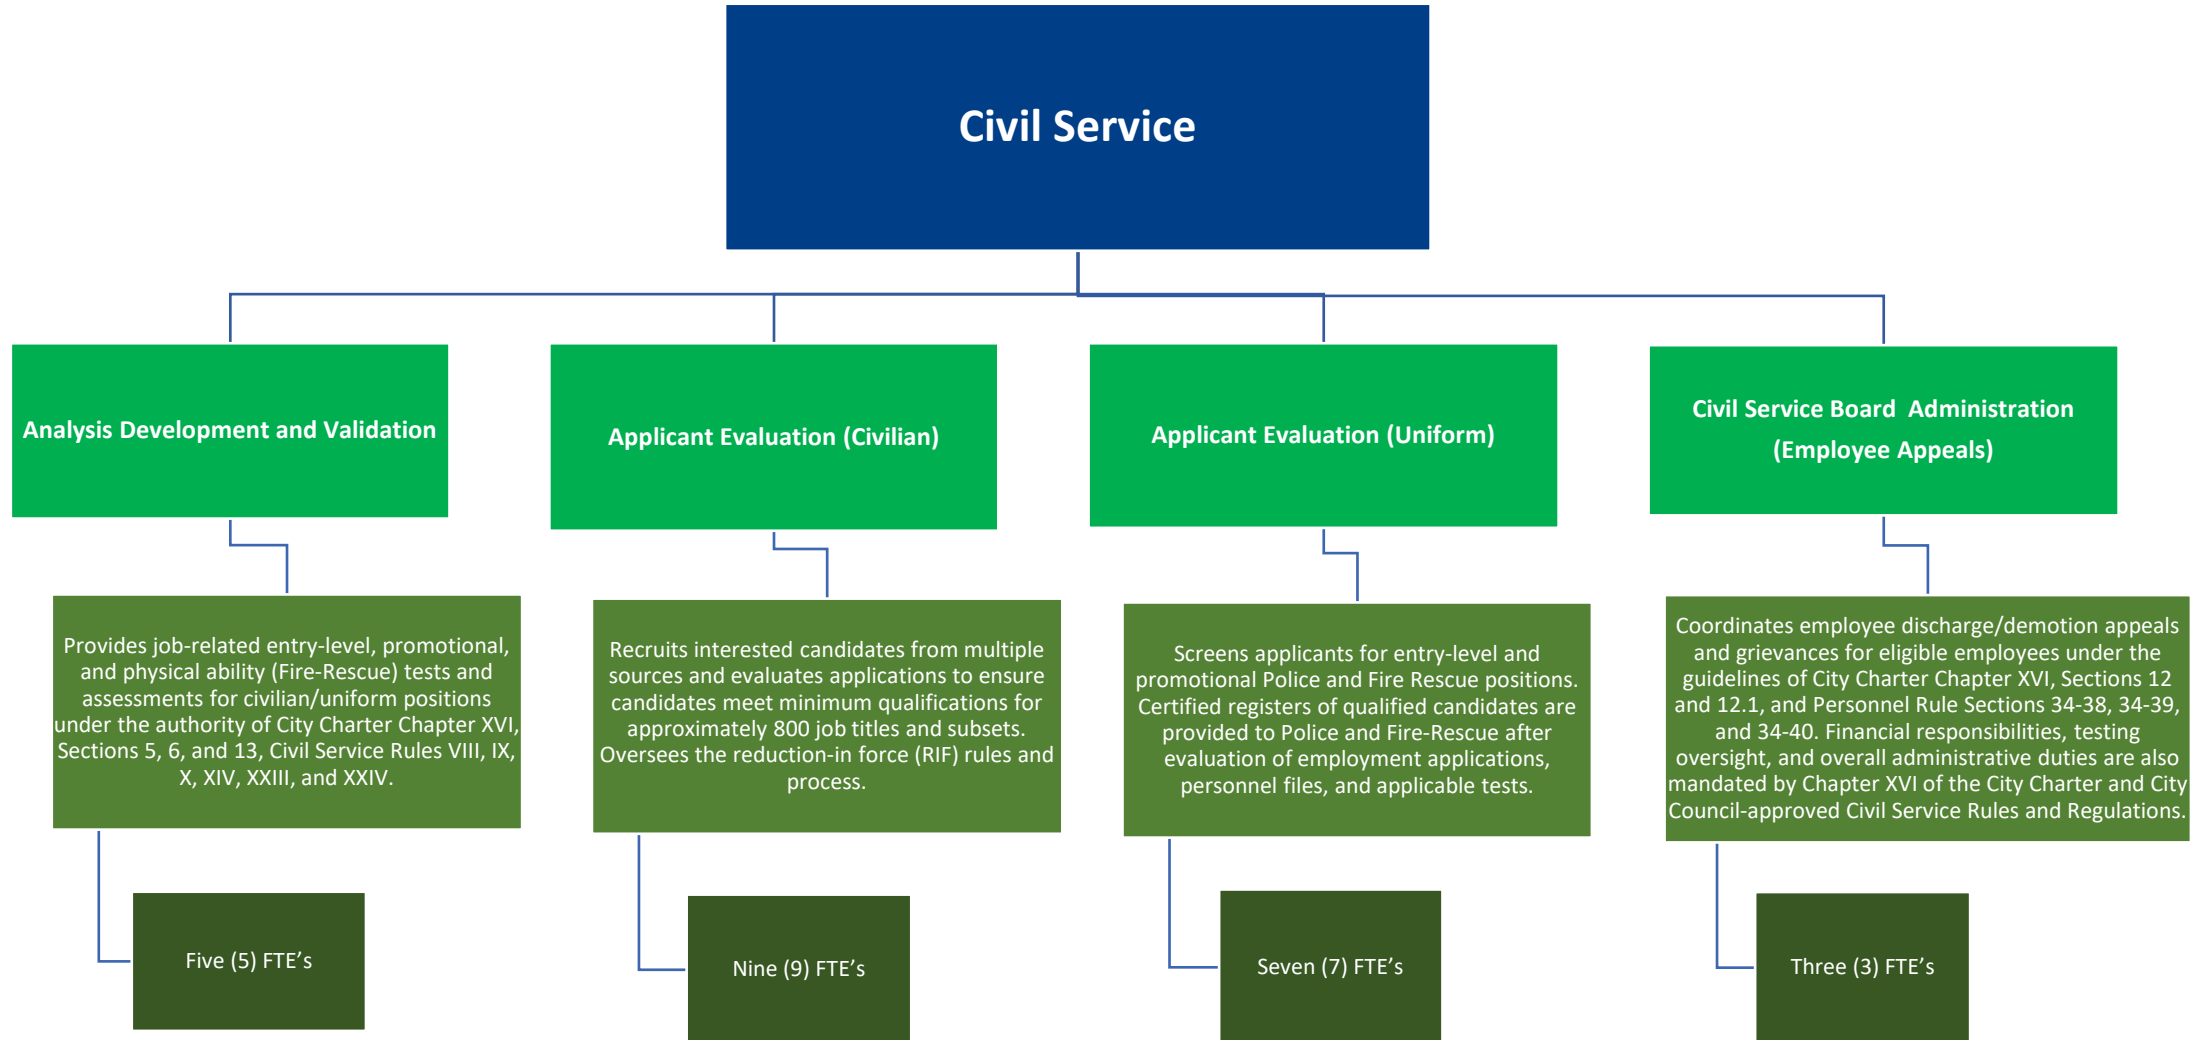 Civil Service
Analysis Development and Validation
Provides job-related entry-level, promotional,
and physical ability (Fire-Rescue) tests and
assessments for civilian/uniform positions
under the authority of City Charter Chapter XVI,
Sections 5, 6, and 13, Civil Service Rules VIII, IX,
X, XIV, XXIII, and XXIV.
Five (5) FTE’s
Applicant Evaluation (Civilian)
Recruits interested candidates from multiple
sources and evaluates applications to ensure
candidates meet minimum qualifications for
approximately 800 job titles and subsets.
Oversees the reduction-in force (RIF) rules and
process.
Nine (9) FTE’s
Applicant Evaluation (Uniform)
Screens applicants for entry-level and
promotional Police and Fire Rescue positions.
Certified registers of qualified candidates are
provided to Police and Fire-Rescue after
evaluation of employment applications,
personnel files, and applicable tests.
Seven (7) FTE’s
Civil Service Board  Administration
(Employee Appeals)
Coordinates employee discharge/demotion appeals
and grievances for eligible employees under the
guidelines of City Charter Chapter XVI, Sections 12
and 12.1, and Personnel Rule Sections 34-38, 34-39,
and 34-40. Financial responsibilities, testing
oversight, and overall administrative duties are also
mandated by Chapter XVI of the City Charter and City
Council-approved Civil Service Rules and Regulations.
Three (3) FTE’s